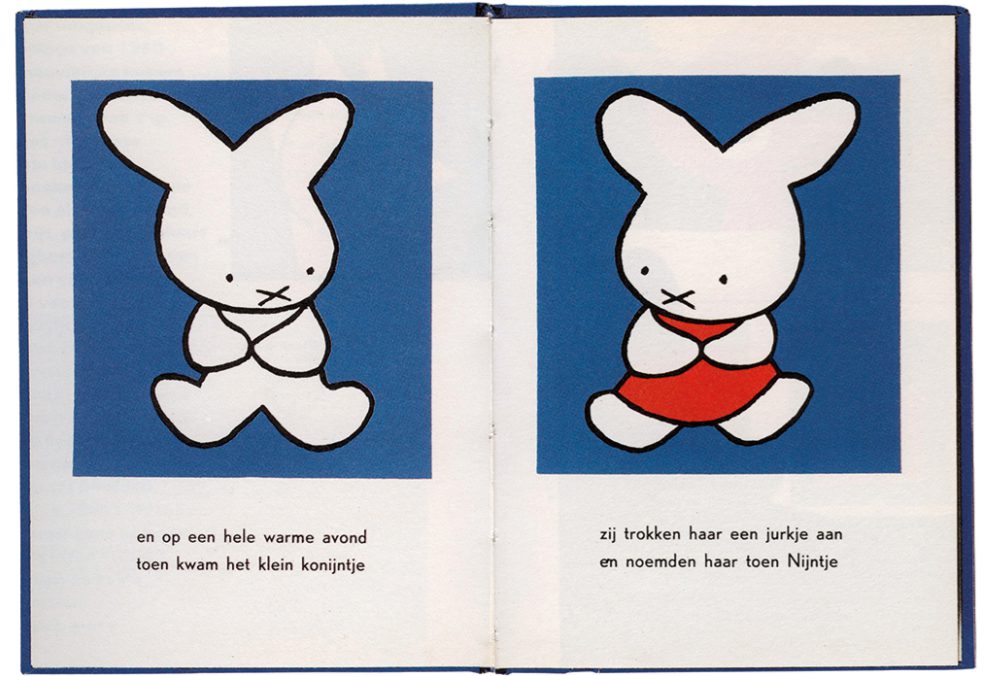 en op een hele warme avond
toen kwam het klein konijntje
zij trokken haar een jurkje aan
en noemden haar toen Nijntje